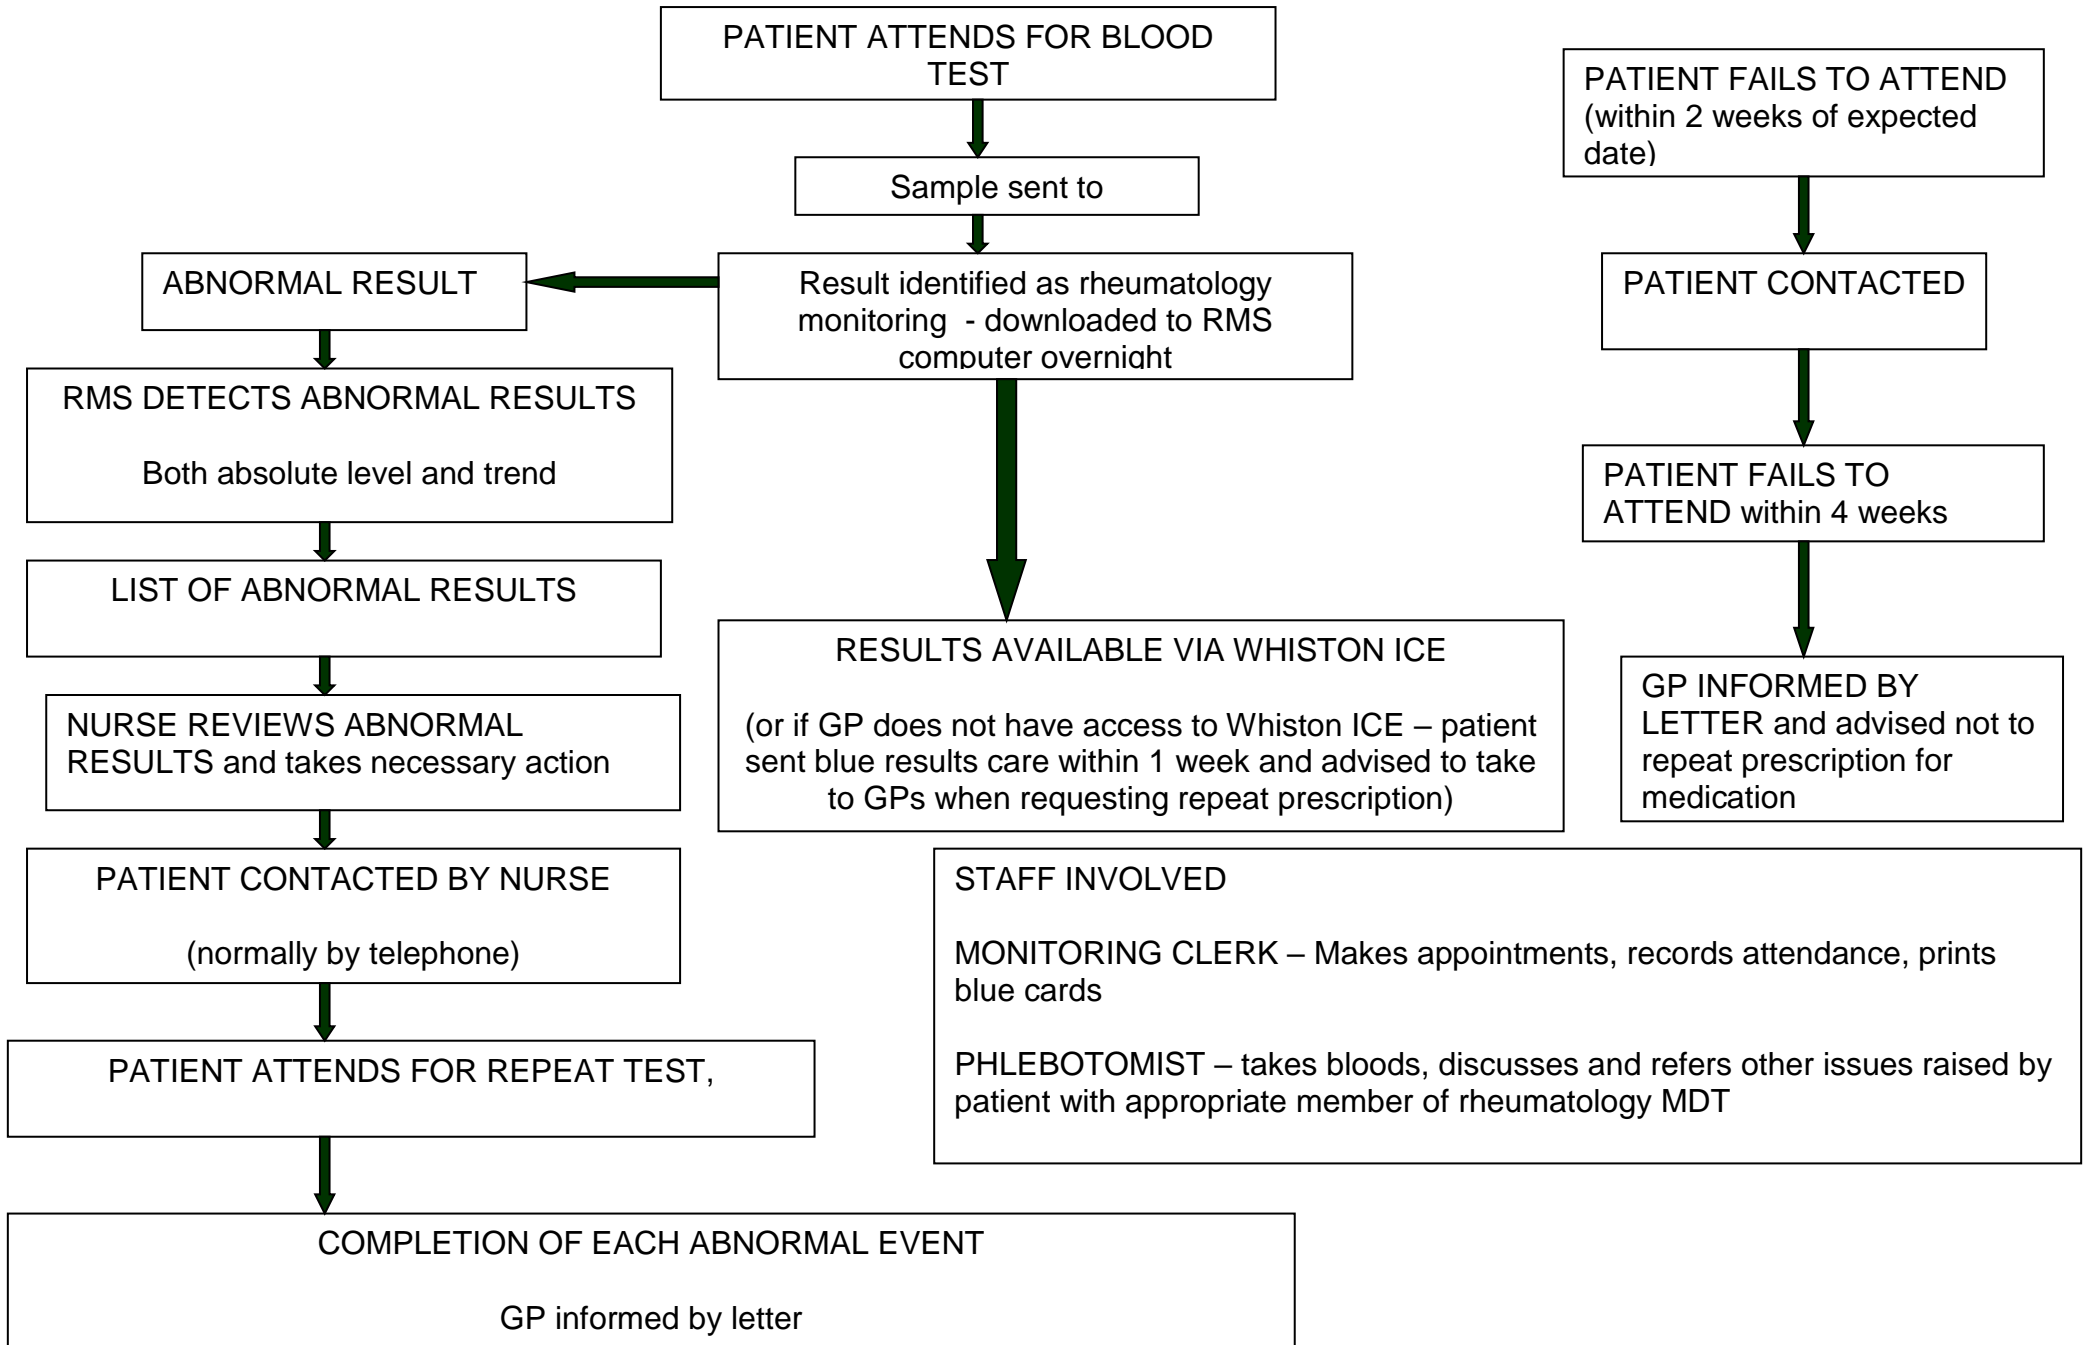 PATIENT ATTENDS FOR BLOOD
TEST
Sample sent to
Result identified as rheumatology
monitoring  - downloaded to RMS
computer overnight
ABNORMAL RESULT
RMS DETECTS ABNORMAL RESULTS
Both absolute level and trend
LIST OF ABNORMAL RESULTS
NURSE REVIEWS ABNORMAL
RESULTS and takes necessary action
PATIENT CONTACTED BY NURSE
(normally by telephone)
PATIENT ATTENDS FOR REPEAT TEST,
COMPLETION OF EACH ABNORMAL EVENT
GP informed by letter
RESULTS AVAILABLE VIA WHISTON ICE
(or if GP does not have access to Whiston ICE – patient
sent blue results care within 1 week and advised to take
to GPs when requesting repeat prescription)
PATIENT FAILS TO ATTEND
(within 2 weeks of expected
date)
PATIENT CONTACTED
PATIENT FAILS TO
ATTEND within 4 weeks
GP INFORMED BY
LETTER and advised not to
repeat prescription for
medication
STAFF INVOLVED
MONITORING CLERK – Makes appointments, records attendance, prints
blue cards
PHLEBOTOMIST – takes bloods, discusses and refers other issues raised by
patient with appropriate member of rheumatology MDT